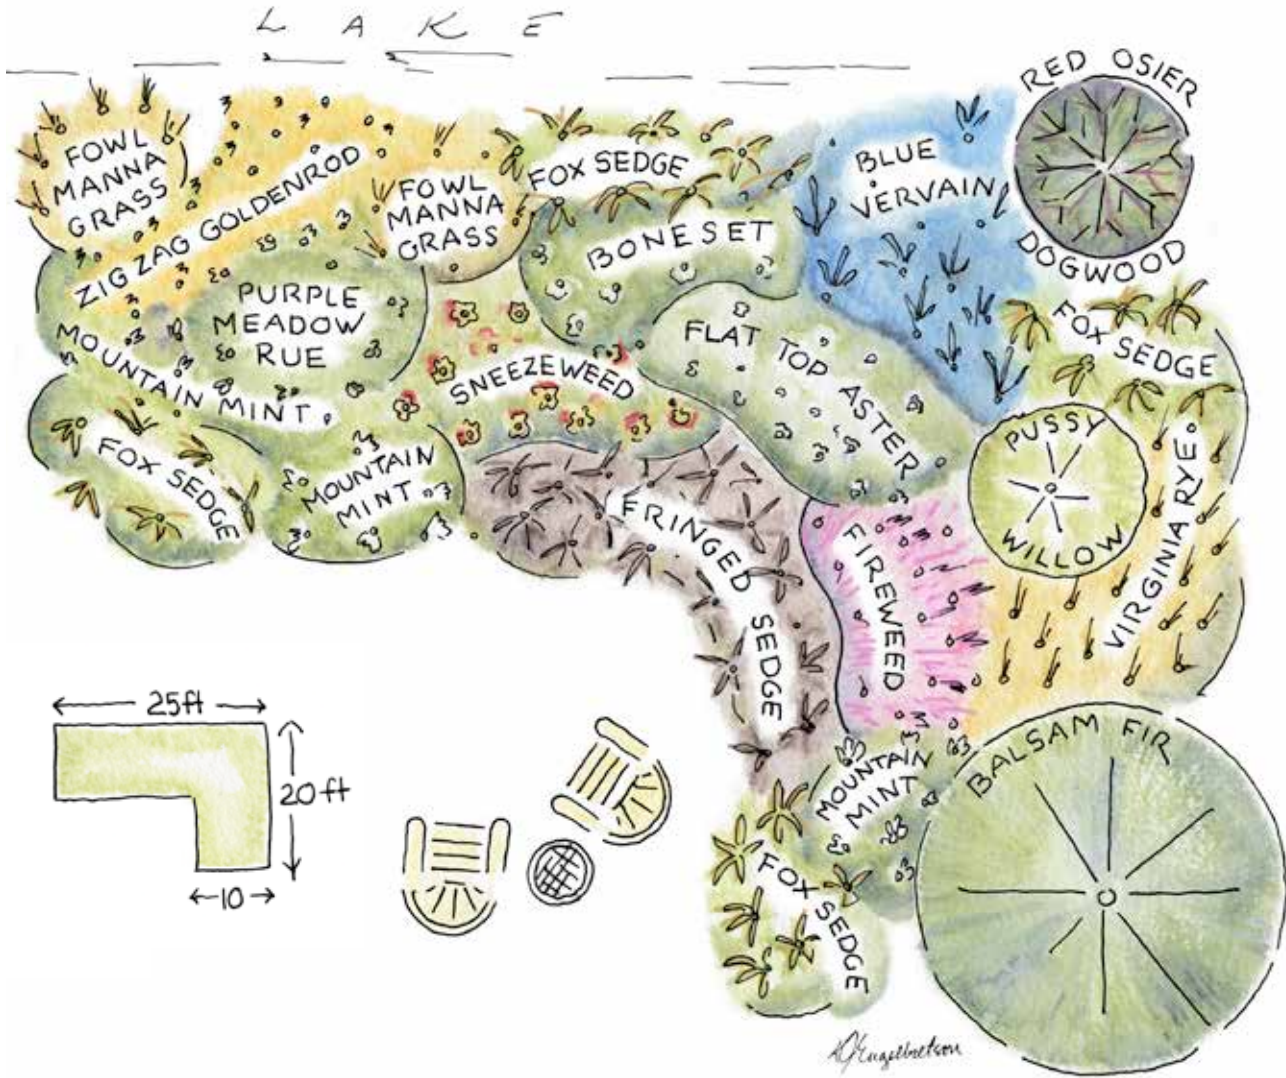 LAKE
RED OSIER
DOGWOOD
FOWL
MANNA
GRASS
ZIG ZAG GOLDENROD
FOWL
MANNA
GRASS
FOX SEDGE
BONESET
BLUE
VERVAIN
PURPLE
MEADOW
RUE
MOUNTAIN MINT
SNEEZEWEED
FLAT TOP ASTER
FOX SEDGE
PUSSY
WILLOW
VIRGINIA RYE
FOX SEDGE
MOUNTAIN
MINT
FRINGED SEDGE
FIREWEED
25ft
20ft
10
BALSAM FIR
MOUNTAIN
MINT
FOX SEDGE
Engelbretson